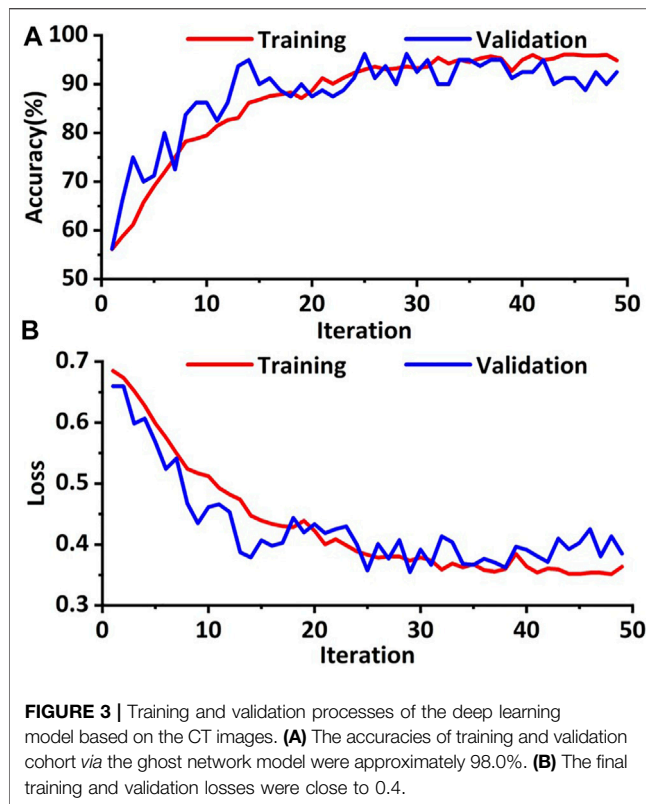 A
Training
Validation
100
90
80
70
60
50
Accuracy(%)
0
10
20
30
40
50
Iteration
B
Training
Validation
0.7
0.6
0.5
0.4
0.3
Loss
0
10
20
30
40
50
Iteration
FIGURE 3 | Training and validation processes of the deep learning
model based on the CT images. (A) The accuracies of training and validation
cohort via the ghost network model were approximately 98.0%. (B) The final
training and validation losses were close to 0.4.